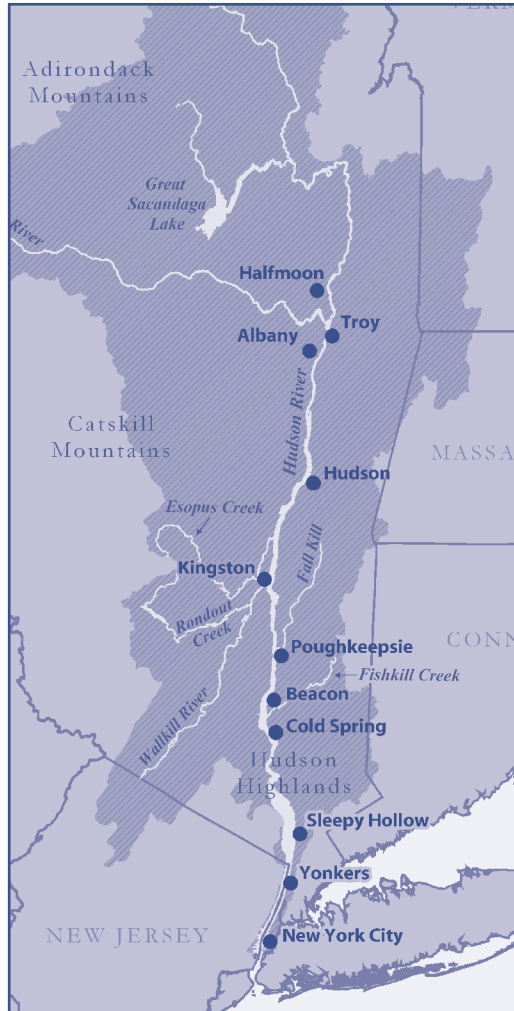 VERM
Adirondack
Mountains
Great
Sacandaga
Lake
River
Halfmoon
Troy
Albany
Hudson River
Catskill
Mountains
MASSA
Hudson
Esopus Creek
Fall Kill
Kingston
Rondout
Creek
CONN
Poughkeepsie
Fishkill Creek
Beacon
Wallkill River
Cold Spring
Hudson
Highlands
Sleepy Hollow
Yonkers
NEW JERSEY
New York City